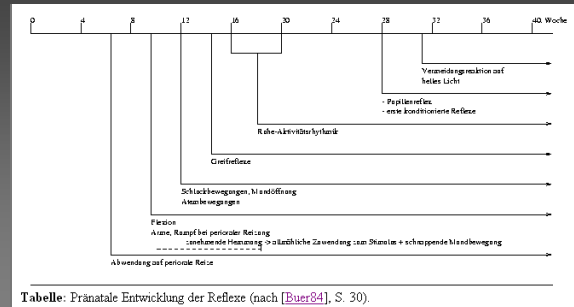 0 4 8 12 16 30 24 28 32 36 40. Woche
Vermeidungsreaktion auf
helles Licht
- Pupillenreflex
- erste konditionierte Reflexe
Ruhe-Aktivitätsrhythmik
Greifreflexe
Schluckbewegungen, Mundöffnung
Atembewegungen
Flexion
Arme, Rumpf bei perioraler Reizung
zunehmende Hemmung -> allmähliche Zuwendung zum Stimulus + schnappende Mundbewegung
Abwendung auf periorale Reize
Tabelle: Pränatale Entwicklung der Reflexe (nach [Buer84], S. 30).